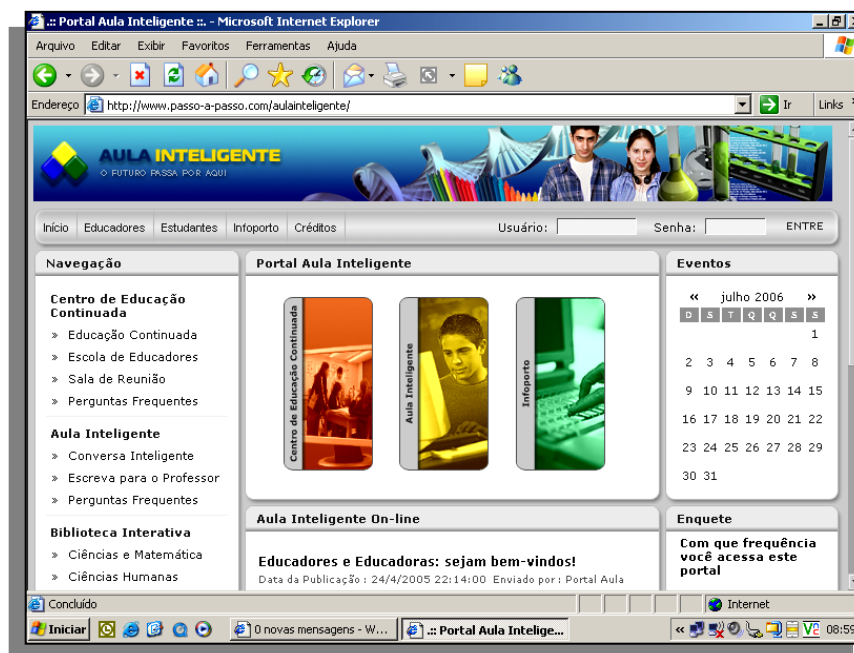 .:: Portal Aula Inteligente ::. - Microsoft Internet Explorer
Arquivo Editar Exibir Favoritos Ferramentas Ajuda
Endereço http://www.passo-a-passo.com/aulainteligente/ Ir Links
AULA INTELIGENTE
O FUTURO PASSA POR AQUI
Início Educadores Estudantes Infoporto Créditos Usuário: Senha: ENTRE
Navegação
Centro de Educação
Continuada
» Educação Continuada
» Escola de Educadores
» Sala de Reunião
» Perguntas Frequentes
Aula Inteligente
» Conversa Inteligente
» Escreva para o Professor
» Perguntas Frequentes
Biblioteca Interativa
» Ciências e Matemática
» Ciências Humanas
Portal Aula Inteligente
Centro de Educação Continuada
Aula Inteligente
Infoporto
Aula Inteligente On-line
Educadores e Educadoras: sejam bem-vindos!
Data da Publicação : 24/4/2005 22:14:00 Enviado por : Portal Aula
Eventos
« julho 2006 »
D S T Q Q S S
1
2 3 4 5 6 7 8
9 10 11 12 13 14 15
16 17 18 19 20 21 22
23 24 25 26 27 28 29
30 31
Enquete
Com que frequência
você acessa este
portal
Concluído Internet
Iniciar 0 novas mensagens - W... .:: Portal Aula Intelige... « 08:59